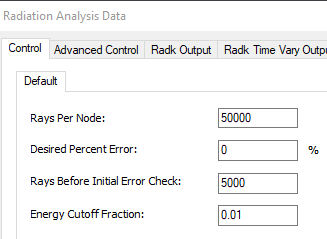 Radiation Analysis Data
Control Advanced Control Radk Output Radk Time Vary Outpu
Default
Rays Per Node: 50000
Desired Percent Error: 0 %
Rays Before Initial Error Check: 5000
Energy Cutoff Fraction: 0.01